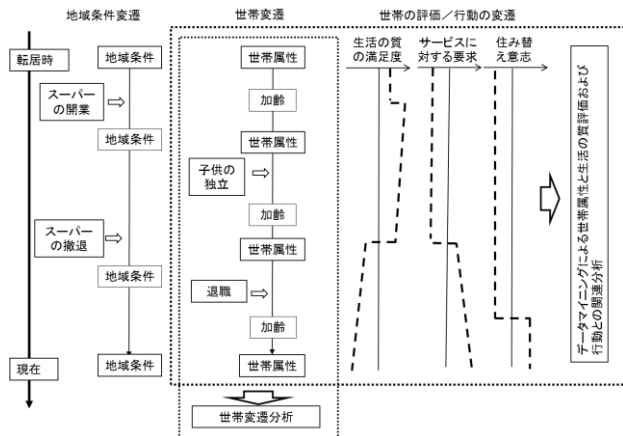 地域条件変遷
世帯変遷
世帯の評価/行動の変遷
転居時
地域条件
世帯属性
生活の質
の満足度
サービスに
対する要求
住み替
え意志
スーパー
の開業
加齢
地域条件
世帯属性
子供の
独立
加齢
スーパー
の撤退
世帯属性
地域条件
退職
加齢
現在
地域条件
世帯属性
世帯変遷分析
データマイニングによる世帯属性と生活の質評価および
行動との関連分析